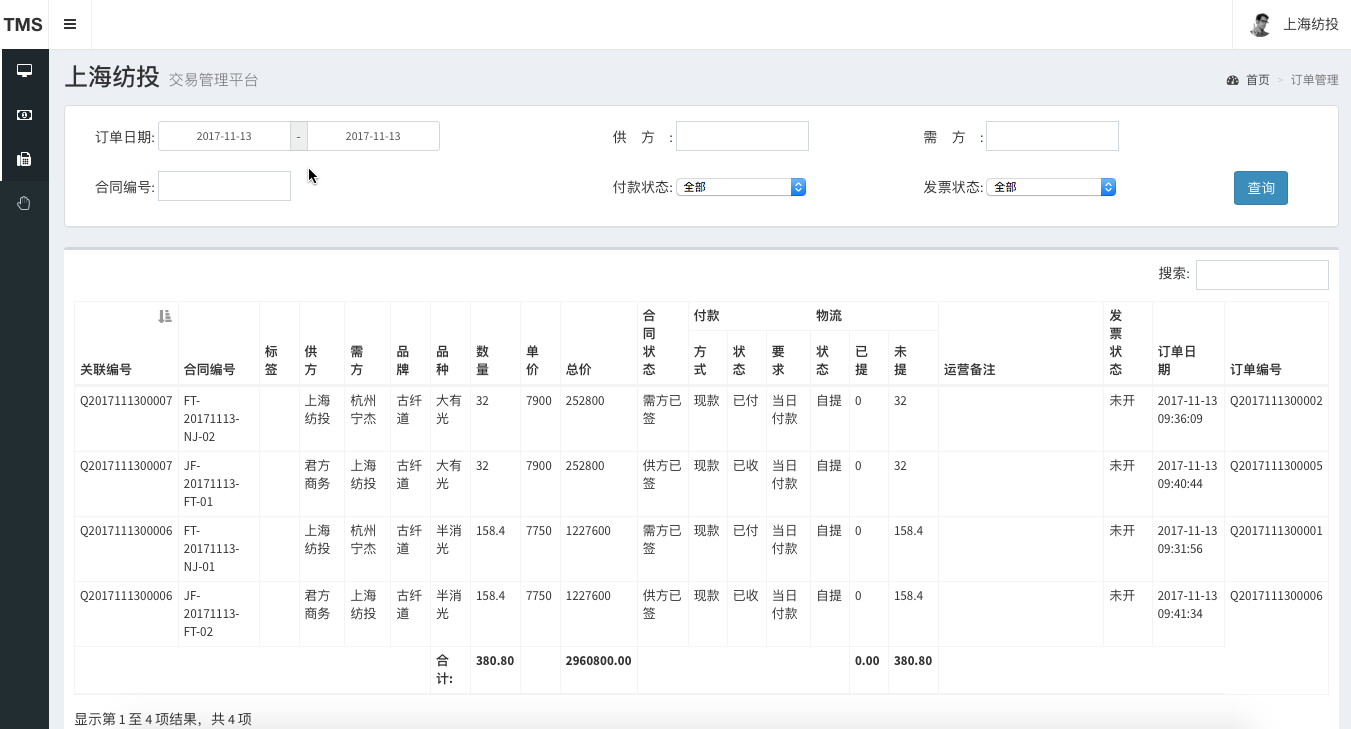 TMS
上海纺投
上海纺投 交易管理平台
首页 > 订单管理
订单日期: 2017-11-13 - 2017-11-13 供 方 : 需 方 :
合同编号: 付款状态: 全部 发票状态: 全部 查询
搜索:
合 付款 物流 发
同 票
标 供 需 品 品 数 单 状 方 状 要 状 已 未 状 订单日
关联编号 合同编号 签 方 方 牌 种 量 价 总价 态 式 态 求 态 提 提 运营备注 态 期 订单编号
Q2017111300007 FT- 上海 杭州 古纤 大有 32 7900 252800 需方已 现款 已付 当日 自提 0 32 未开 2017-11-13 Q2017111300002
20171113- 纺投 宁杰 道 光 签 付款 09:36:09
NJ-02
Q2017111300007 JF- 君方 上海 古纤 大有 32 7900 252800 供方已 现款 已收 当日 自提 0 32 未开 2017-11-13 Q2017111300005
20171113- 商务 纺投 道 光 签 付款 09:40:44
FT-01
Q2017111300006 FT- 上海 杭州 古纤 半消 158.4 7750 1227600 需方已 现款 已付 当日 自提 0 158.4 未开 2017-11-13 Q2017111300001
20171113- 纺投 宁杰 道 光 签 付款 09:31:56
NJ-01
Q2017111300006 JF- 君方 上海 古纤 半消 158.4 7750 1227600 供方已 现款 已收 当日 自提 0 158.4 未开 2017-11-13 Q2017111300006
20171113- 商务 纺投 道 光 签 付款 09:41:34
FT-02
合 380.80 2960800.00 0.00 380.80
计:
显示第 1 至 4 项结果，共 4 项